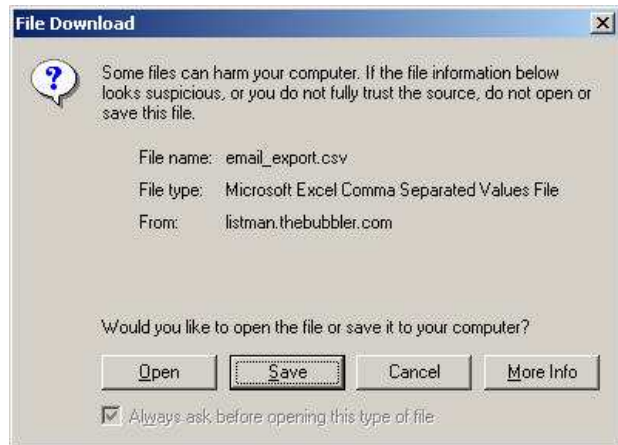 File Download
Some files can harm your computer. If the file information below
looks suspicious, or you do not fully trust the source, do not open or
save this file.
File name: email_export.csv
File type: Microsoft Excel Comma Separated Values File
From: listman.thebubbler.com
Would you like to open the file or save it to your computer?
Open Save Cancel More Info
Always ask before opening this type of file